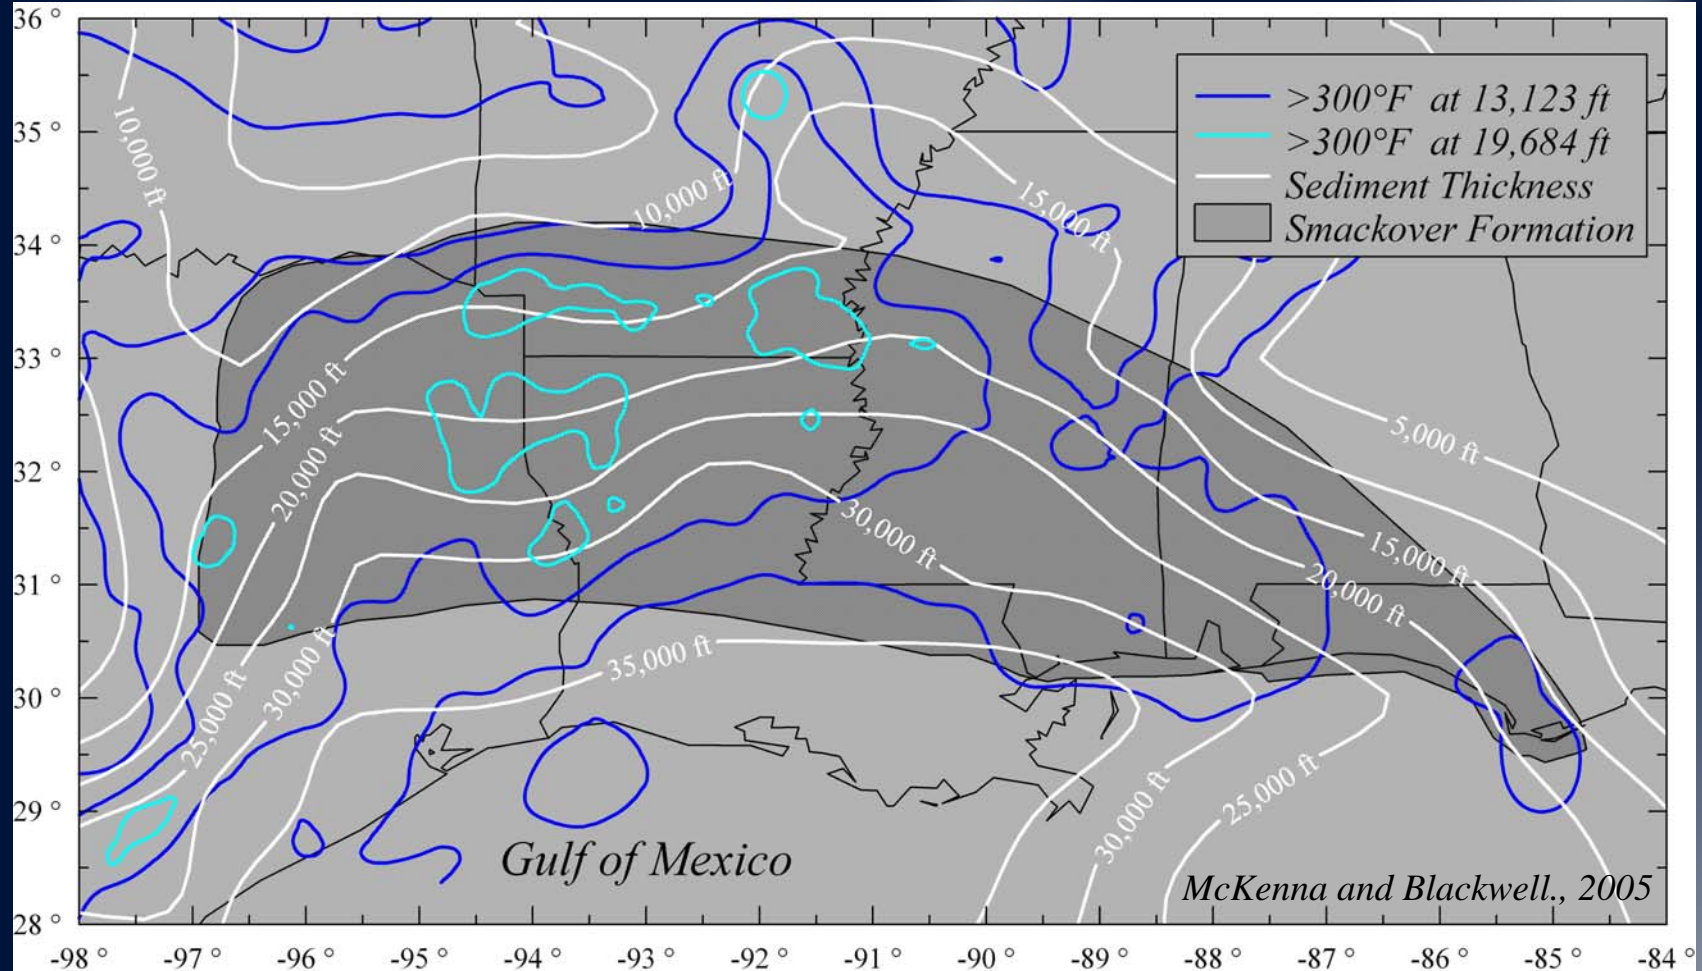 36 °
35 °
34 °
33 °
32 °
31 °
30 °
29 °
28 °
>300°F at 13,123 ft
>300°F at 19,684 ft
Sediment Thickness
Smackover Formation
10,000 ft
10,000 ft
15,000 ft
15,000 ft
20,000 ft
5,000 ft
30,000 ft
15,000 ft
20,000 ft
35,000 ft
30,000 ft
25,000 ft
25,000 ft
30,000 ft
Gulf of Mexico
McKenna and Blackwell., 2005
-98 ° -97 ° -96 ° -95 ° -94 ° -93 ° -92 ° -91 ° -90 ° -89 ° -88 ° -87 ° -86 ° -85 ° -84 °